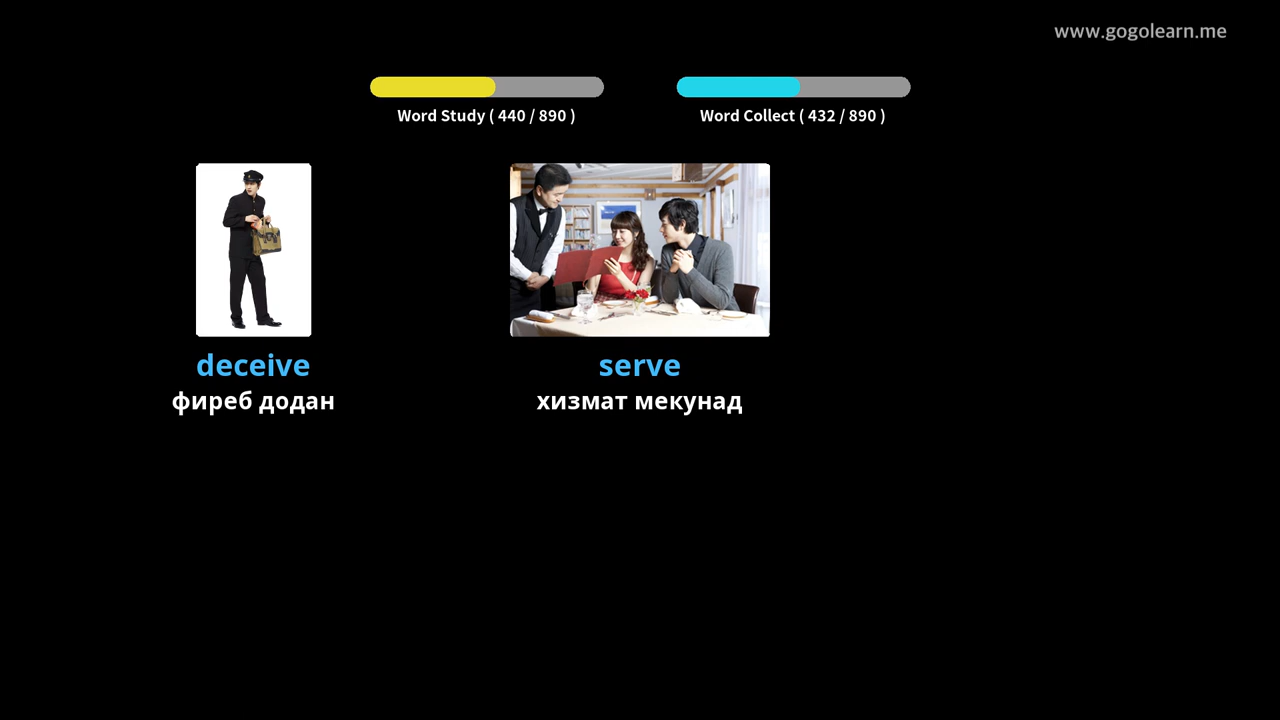 www.gogolearn.me
Word Study ( 440 / 890 )
Word Collect ( 432 / 890 )
deceive
фиреб додан
serve
хизмат мекунад